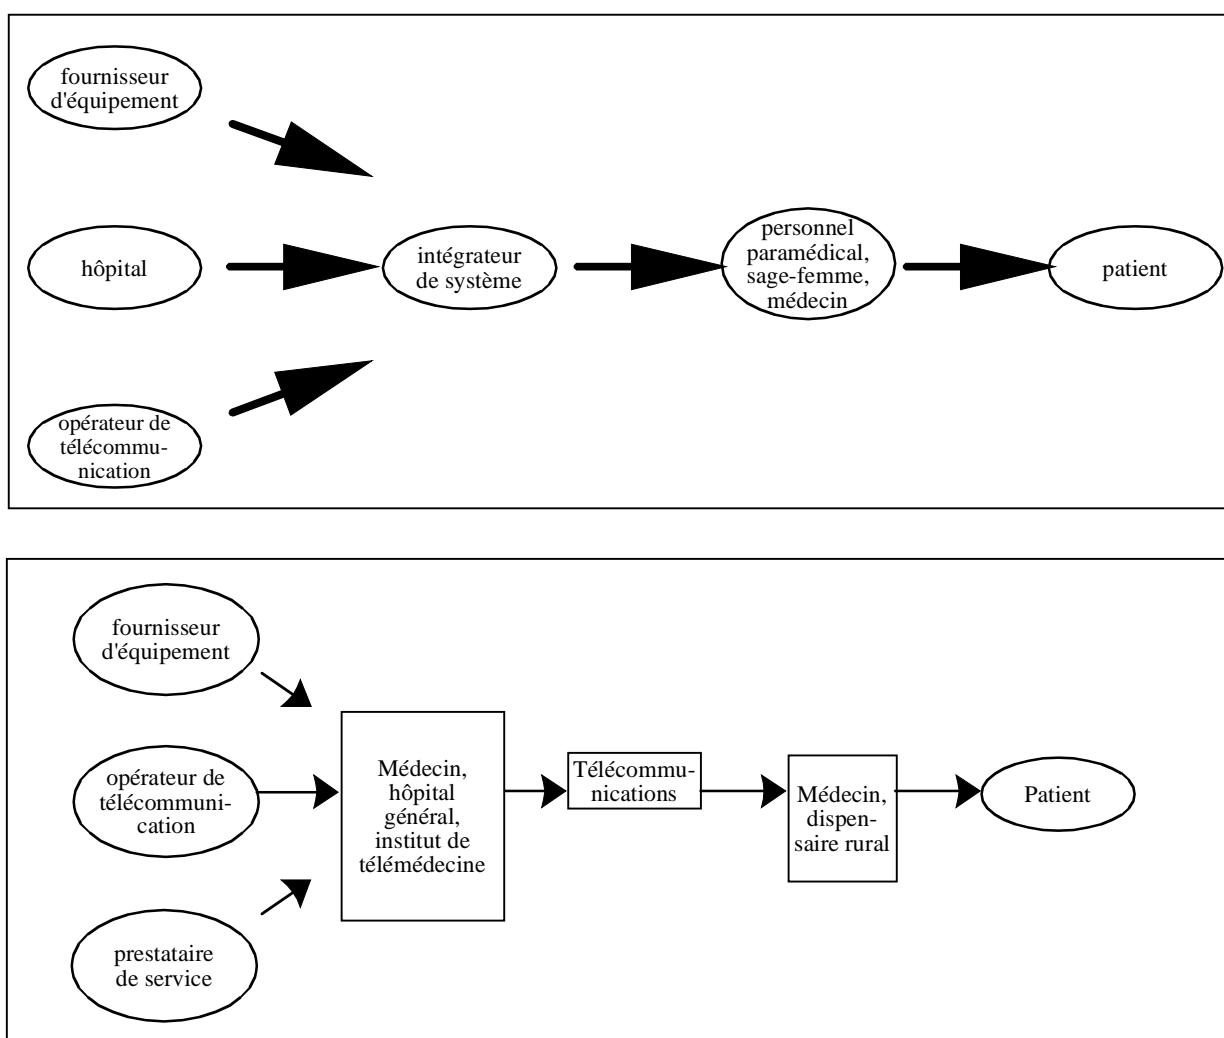 fournisseur
d'équipement
hôpital
opérateur de
télécommu-
nication
intégrateur
de système
personnel
paramédical,
sage-femme,
médecin
patient
fournisseur
d'équipement
opérateur de
télécommuni-
cation
prestataire
de service
Médecin,
hôpital
général,
institut de
télémédecine
Télécommu-
nications
Médecin,
dispen-
saire rural
Patient